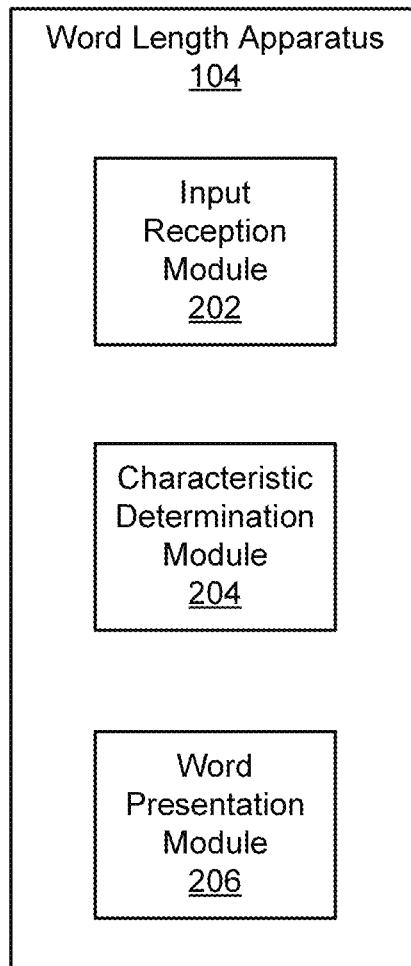 Word Length Apparatus
104
Input
Reception
Module
202
Characteristic
Determination
Module
204
Word
Presentation
Module
206